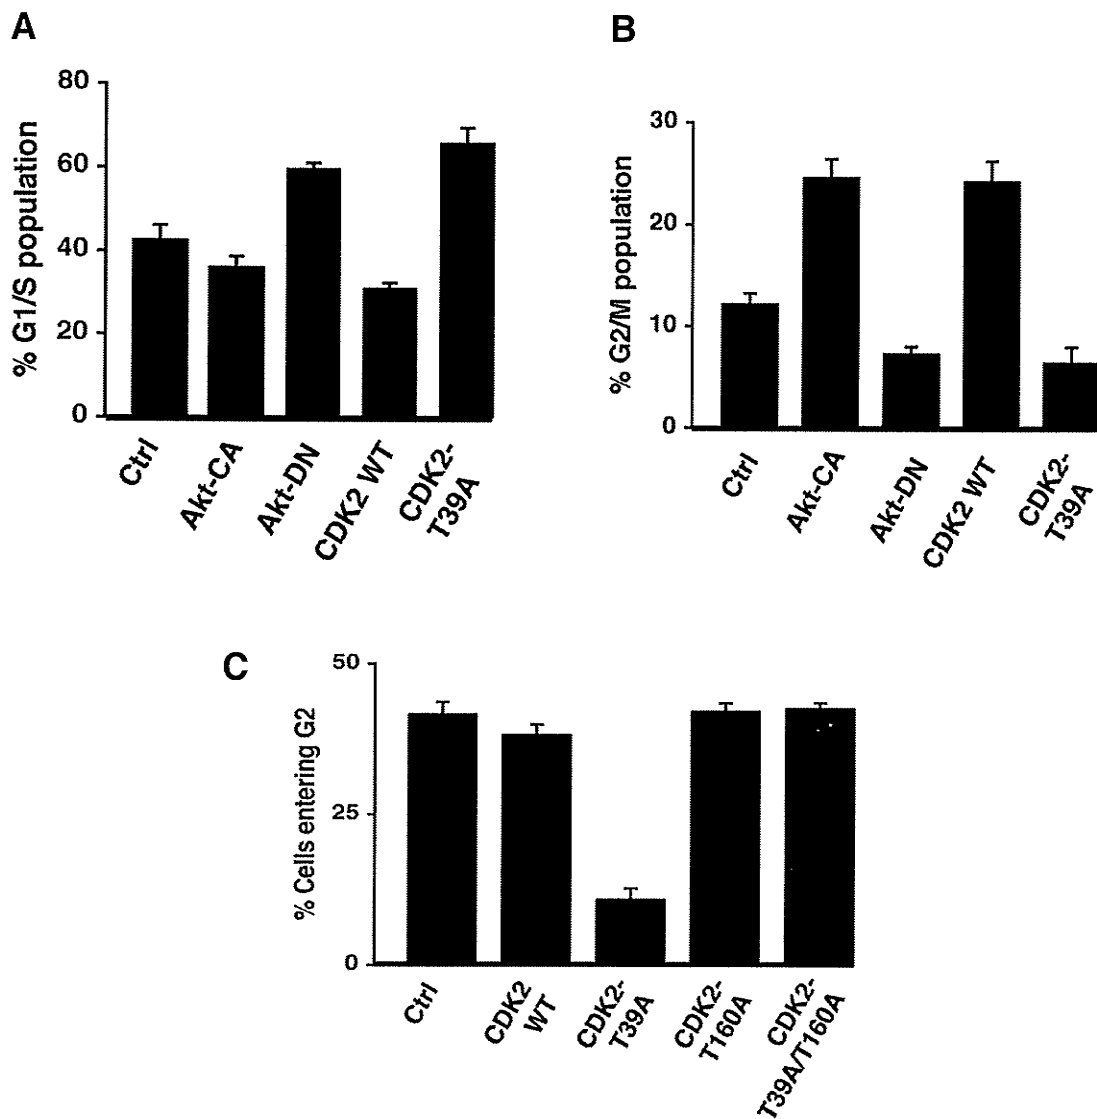 A
% G1/S population
80
60
40
20
0
Ctrl
Akt-CA
Akt-DN
CDK2 WT
CDK2-
T39A
B
% G2/M population
30
20
10
0
Ctrl
Akt-CA
Akt-DN
CDK2 WT
CDK2-
T39A
C
% Cells entering G2
50
25
0
Ctrl
CDK2
WT
CDK2-
T39A
CDK2-
T160A
CDK2-
T39A/T160A